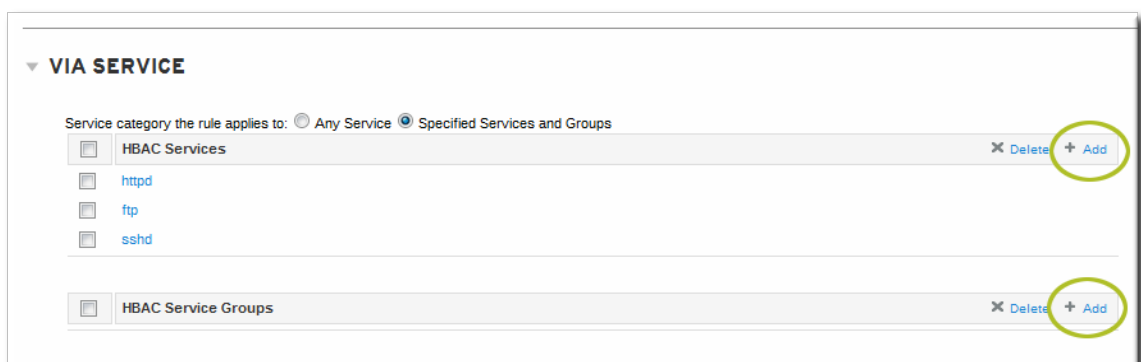 VIA SERVICE
Service category the rule applies to: Any Service Specified Services and Groups
HBAC Services Delete + Add
httpd
ftp
sshd
HBAC Service Groups Delete + Add